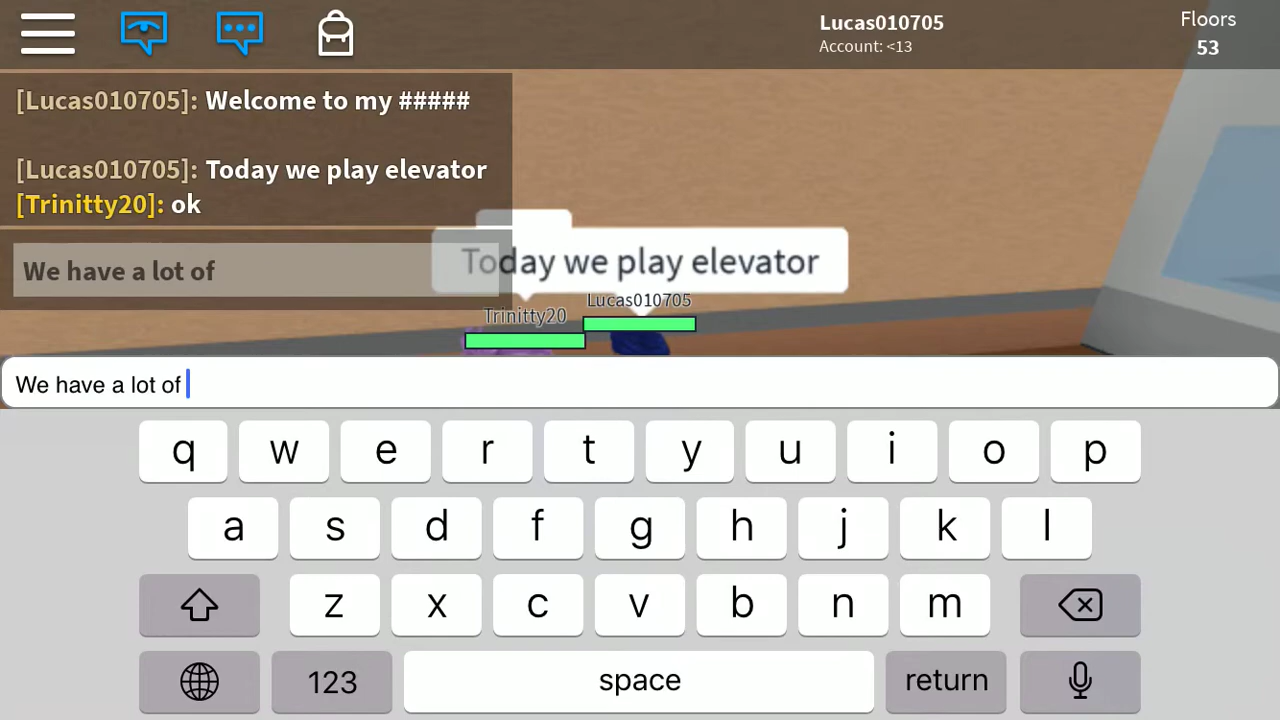 Lucas010705
Account: <13
Floors
53
[Lucas010705]: Welcome to my #####
[Lucas010705]: Today we play elevator
[Trinitty20]: ok
We have a lot of
Today we play elevator
Lucas010705
Trinitty20
We have a lot of
q w e r t y u i o p
a s d f g h j k l
z x c v b n m
123 space return